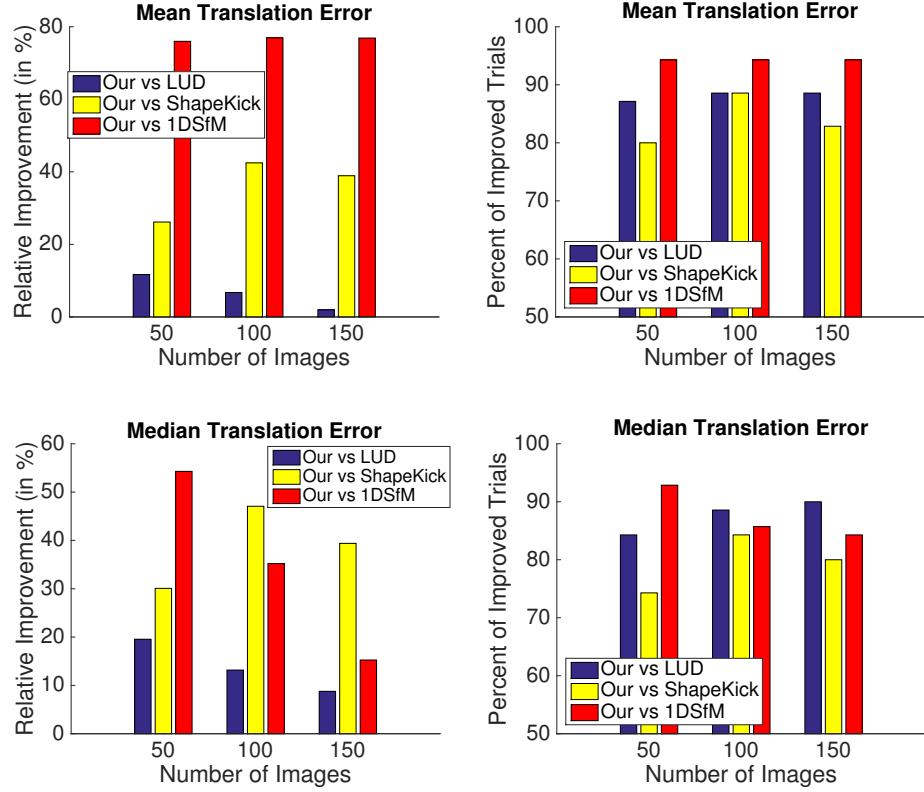 Mean Translation Error
Relative Improvement (in %)
80
60
40
20
0
Our vs LUD
Our vs ShapeKick
Our vs 1DSfM
50 100 150
Number of Images
Mean Translation Error
Percent of Improved Trials
100
90
80
70
60
50
Our vs LUD
Our vs ShapeKick
Our vs 1DSfM
50 100 150
Number of Images
Median Translation Error
Relative Improvement (in %)
60
50
40
30
20
10
0
Our vs LUD
Our vs ShapeKick
Our vs 1DSfM
50 100 150
Number of Images
Median Translation Error
Percent of Improved Trials
100
90
80
70
60
50
Our vs LUD
Our vs ShapeKick
Our vs 1DSfM
50 100 150
Number of Images